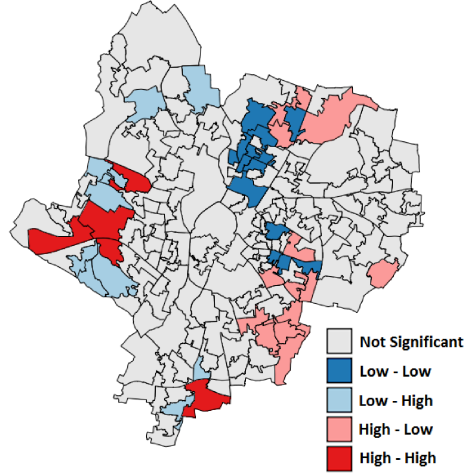 Not Significant
Low - Low
Low - High
High - Low
High - High